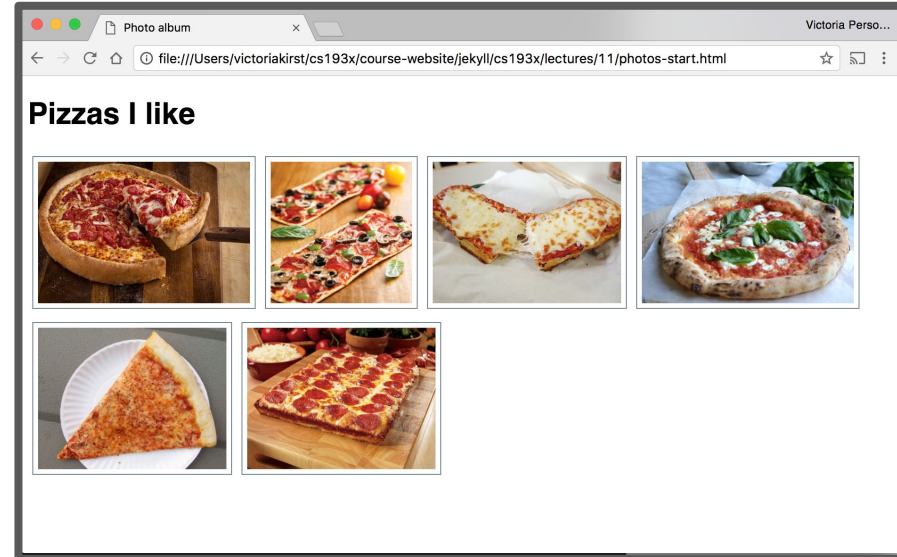 Photo album
Victoria Perso...
file:///Users/victoriakirst/cs193x/course-website/jekyll/cs193x/lectures/11/photos-start.html
Pizzas I like